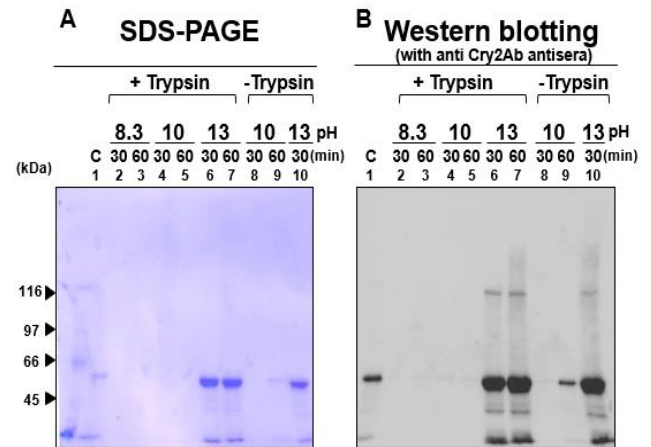 A SDS-PAGE
+ Trypsin -Trypsin
8.3 10 13 10 13 pH
C 30 60 30 60 30 60 30 60 30 (min)
(kDa) 1 2 3 4 5 6 7 8 9 10
116
97
66
45
B Western blotting
(with anti Cry2Ab antisera)
+ Trypsin -Trypsin
8.3 10 13 10 13 pH
C 30 60 30 60 30 60 30 60 30 (min)
1 2 3 4 5 6 7 8 9 10